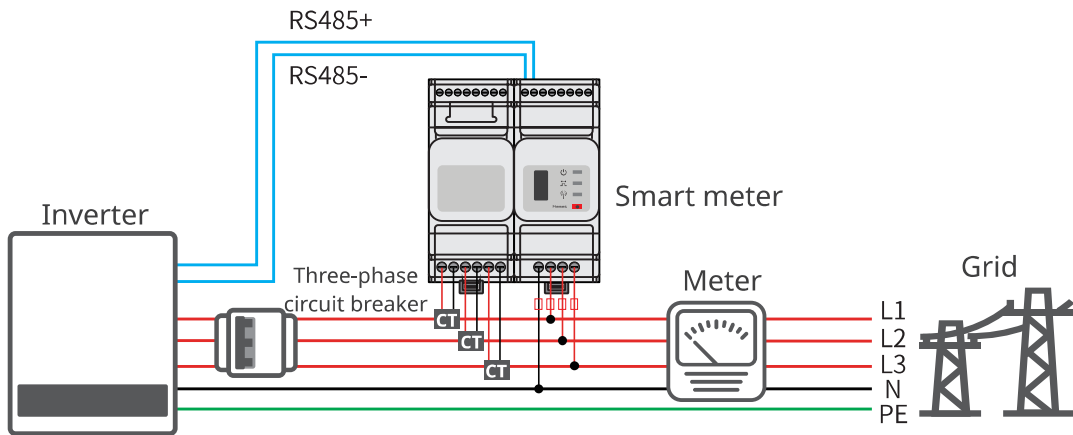 RS485+
RS485-
Smart meter
Inverter
Three-phase
circuit breaker
Meter
Grid
CT
CT
CT
L1
L2
L3
N
PE